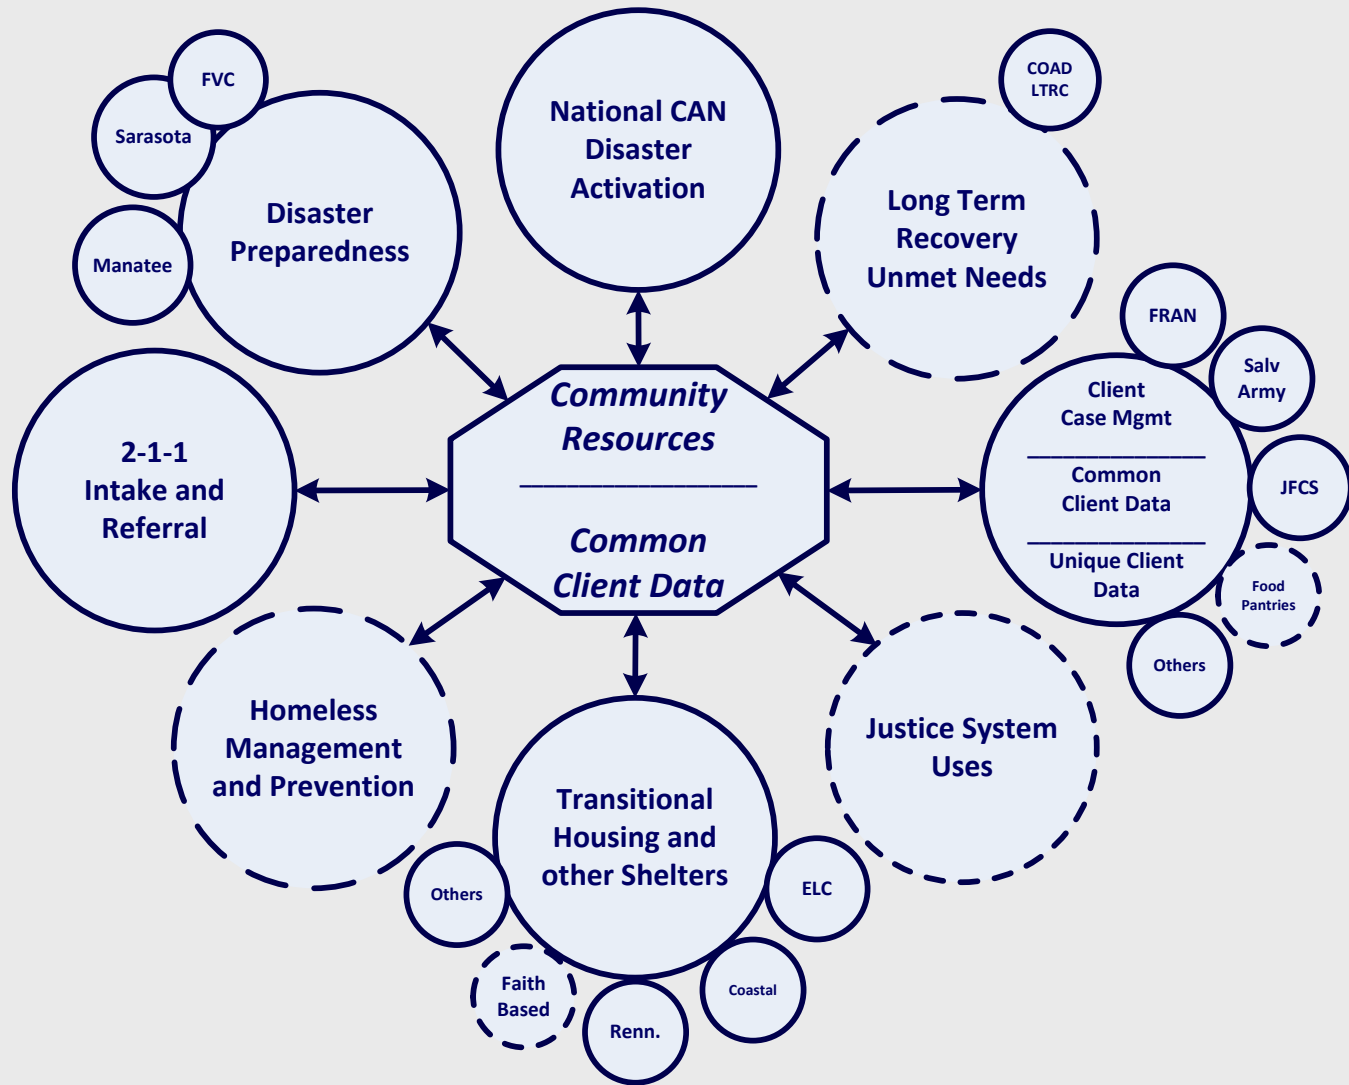 FVC
Sarasota
Manatee
Disaster
Preparedness
National CAN
Disaster
Activation
COAD
LTRC
Long Term
Recovery
Unmet Needs
FRAN
Salv
Army
JFCS
Food
Pantries
Others
Client
Case Mgmt
Common
Client Data
Unique Client
Data
2-1-1
Intake and
Referral
Community
Resources
Common
Client Data
Homeless
Management
and Prevention
Justice System
Uses
Transitional
Housing and
other Shelters
Others
Faith
Based
Renn.
Coastal
ELC